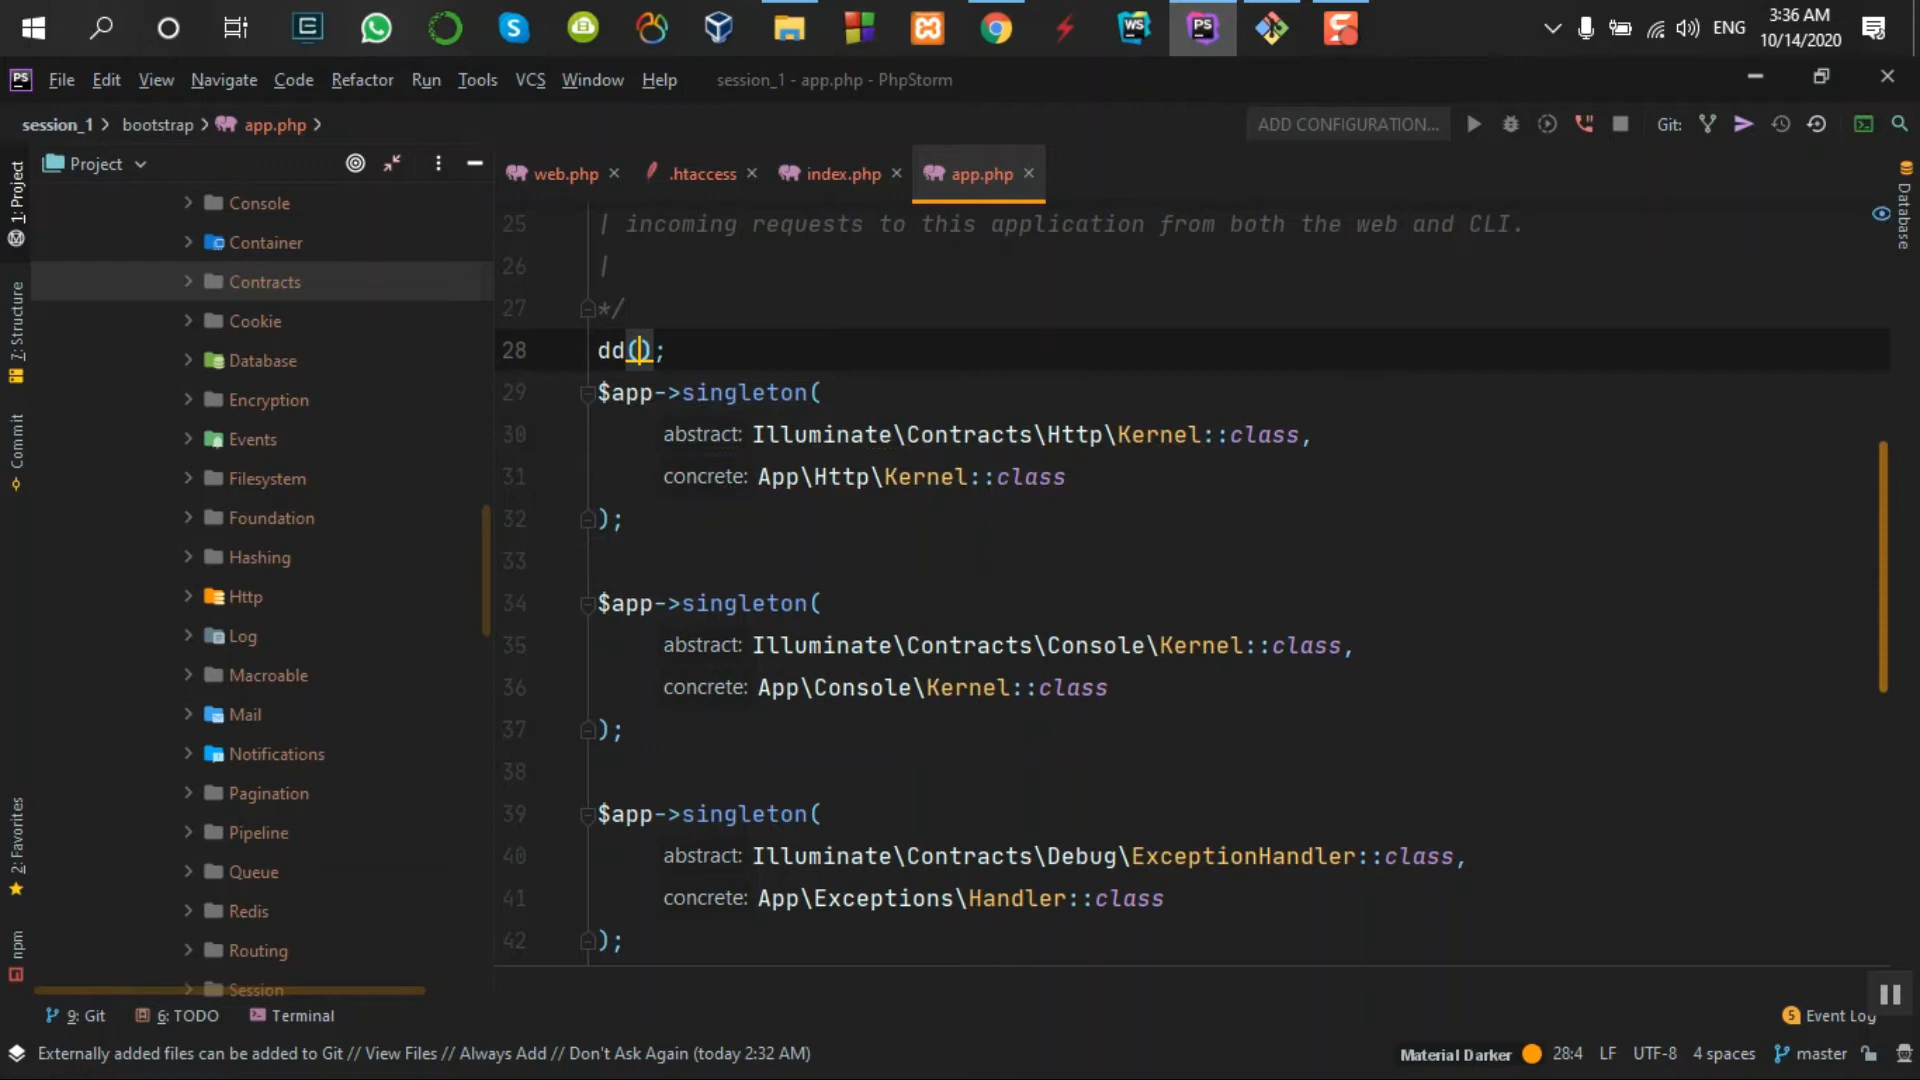 ENG
3:36 AM
10/14/2020
PS
File Edit View Navigate Code Refactor Run Tools VCS Window Help
session_1 - app.php - PhpStorm
session_1 bootstrap app.php
ADD CONFIGURATION...
Git:
Project
web.php
.htaccess
index.php
app.php
1: Project
7: Structure
Commit
2: Favorites
npm
Console
Container
Contracts
Cookie
Database
Encryption
Events
Filesystem
Foundation
Hashing
Http
Log
Macroable
Mail
Notifications
Pagination
Pipeline
Queue
Redis
Routing
Session
25 | incoming requests to this application from both the web and CLI.
26 |
27 */
28 dd();
29 $app->singleton(
30 abstract: Illuminate\Contracts\Http\Kernel::class,
31 concrete: App\Http\Kernel::class
32 );
33
34 $app->singleton(
35 abstract: Illuminate\Contracts\Console\Kernel::class,
36 concrete: App\Console\Kernel::class
37 );
38
39 $app->singleton(
40 abstract: Illuminate\Contracts\Debug\ExceptionHandler::class,
41 concrete: App\Exceptions\Handler::class
42 );
Database
9: Git
6: TODO
Terminal
5 Event Log
Externally added files can be added to Git // View Files // Always Add // Don't Ask Again (today 2:32 AM)
Material Darker
28:4 LF UTF-8 4 spaces master